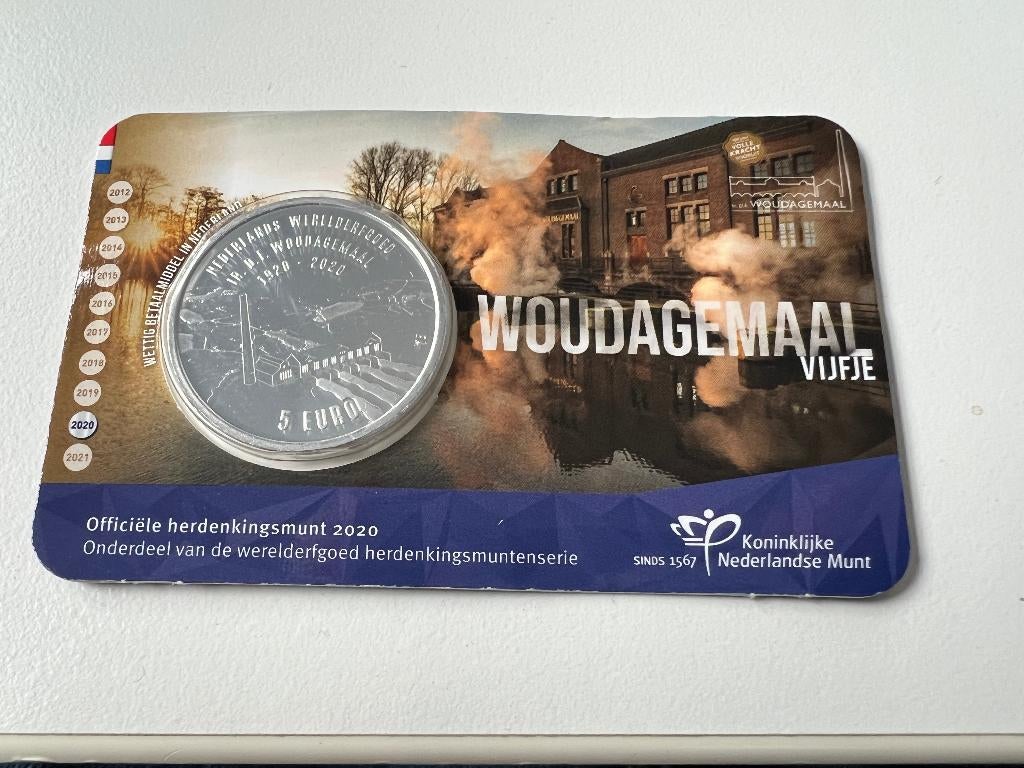 2012
2013
2014
2015
2016
2017
2018
2019
2020
2021
WETTIG BETAALMIDDEL IN NEDERLAND
NEDERLANDS WERELDERFGOED
IR. D.F. WOUDAGEMAAL
1920 - 2020
5 EURO
VOLLE
KRACHT
WOUDAGEMAAL
WOUDAGEMAAL
VIJFJE
Officiële herdenkingsmunt 2020
Onderdeel van de werelderfgoed herdenkingsmuntenserie
SINDS 1567
Koninklijke
Nederlandse Munt